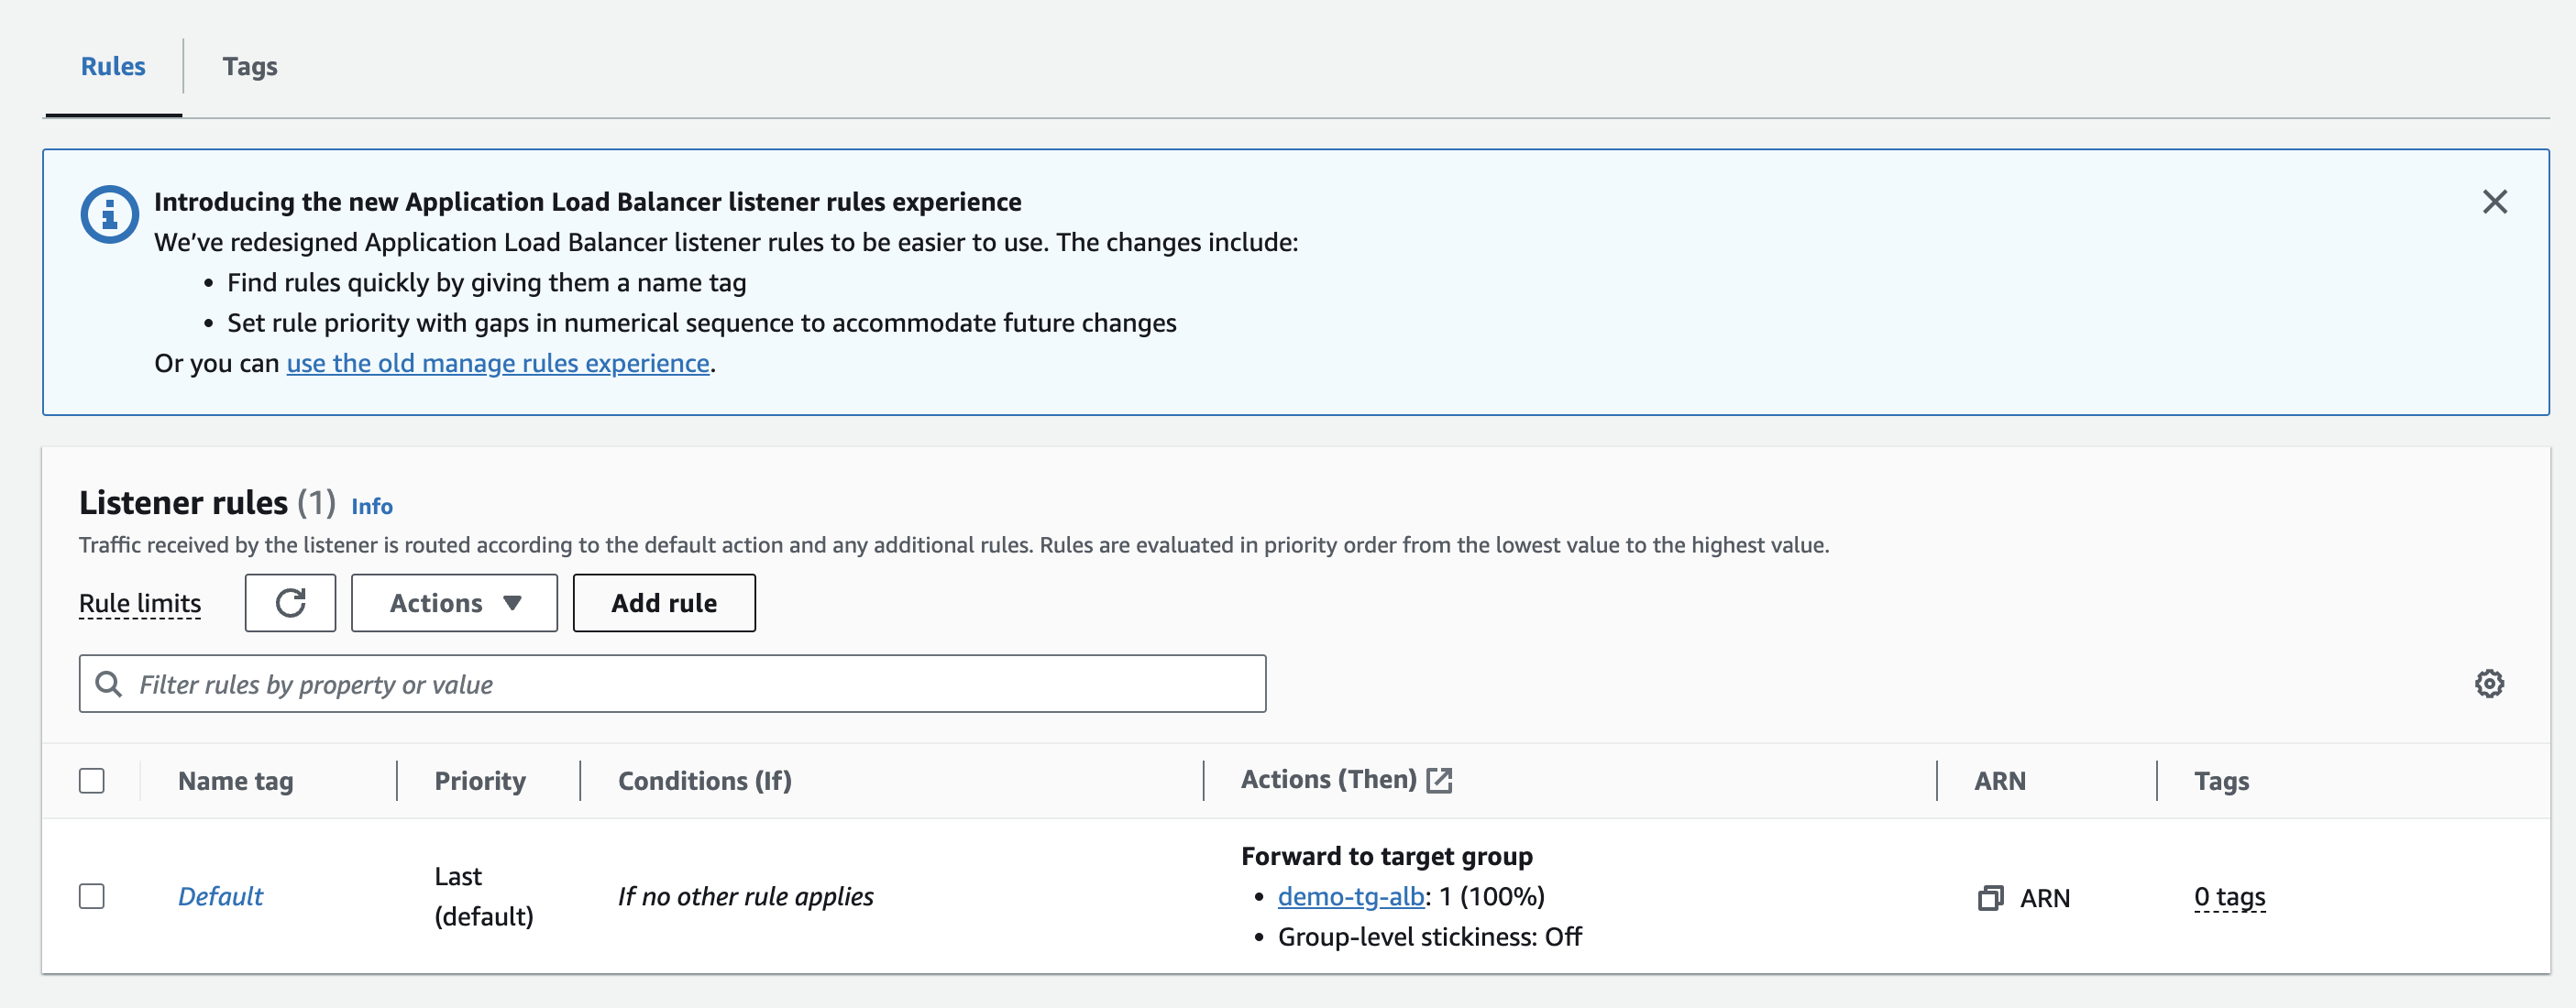 Rules
Tags
Introducing the new Application Load Balancer listener rules experience
We've redesigned Application Load Balancer listener rules to be easier to use. The changes include:
• Find rules quickly by giving them a name tag
• Set rule priority with gaps in numerical sequence to accommodate future changes
Or you can use the old manage rules experience.
Listener rules (1) Info
Traffic received by the listener is routed according to the default action and any additional rules. Rules are evaluated in priority order from the lowest value to the highest value.
Rule limits
Actions
Add rule
Filter rules by property or value
Name tag
Priority
Conditions (If)
Actions (Then)
ARN
Tags
Default
Last
(default)
If no other rule applies
Forward to target group
• demo-tg-alb: 1 (100%)
• Group-level stickiness: Off
ARN
0 tags